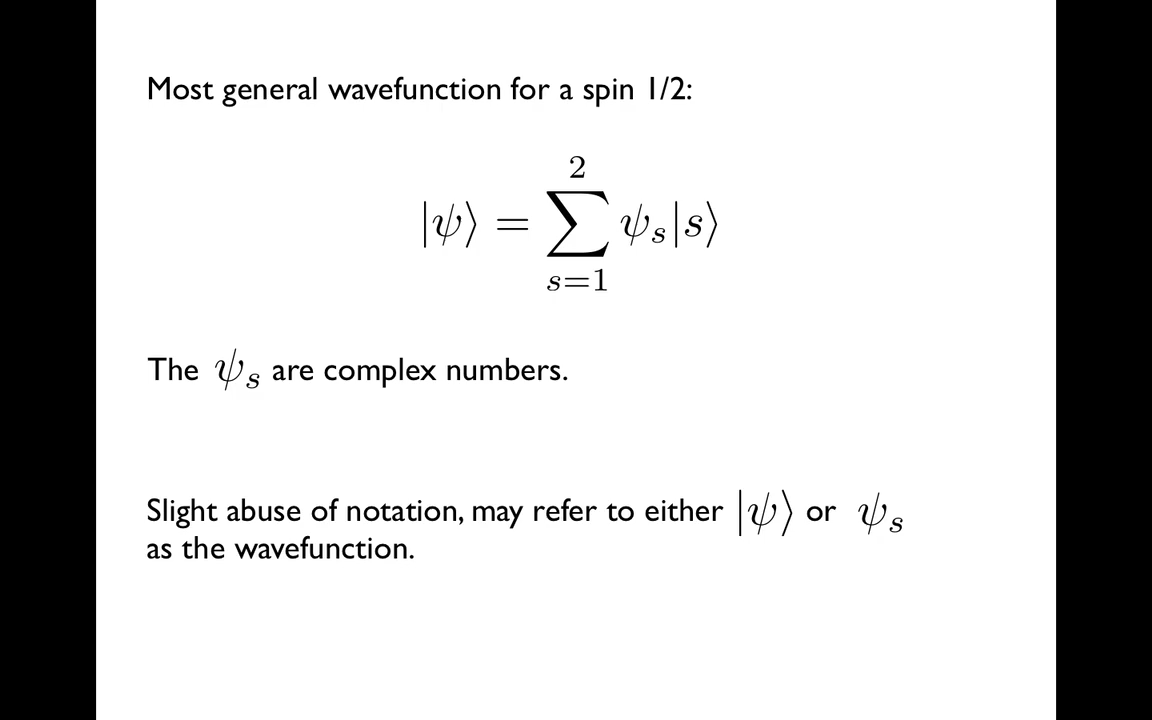 Most general wavefunction for a spin 1/2:
|ψ⟩ = ∑_{s=1}^{2} ψ_s|s⟩
The ψ_s are complex numbers.
Slight abuse of notation, may refer to either |ψ⟩ or ψ_s
as the wavefunction.